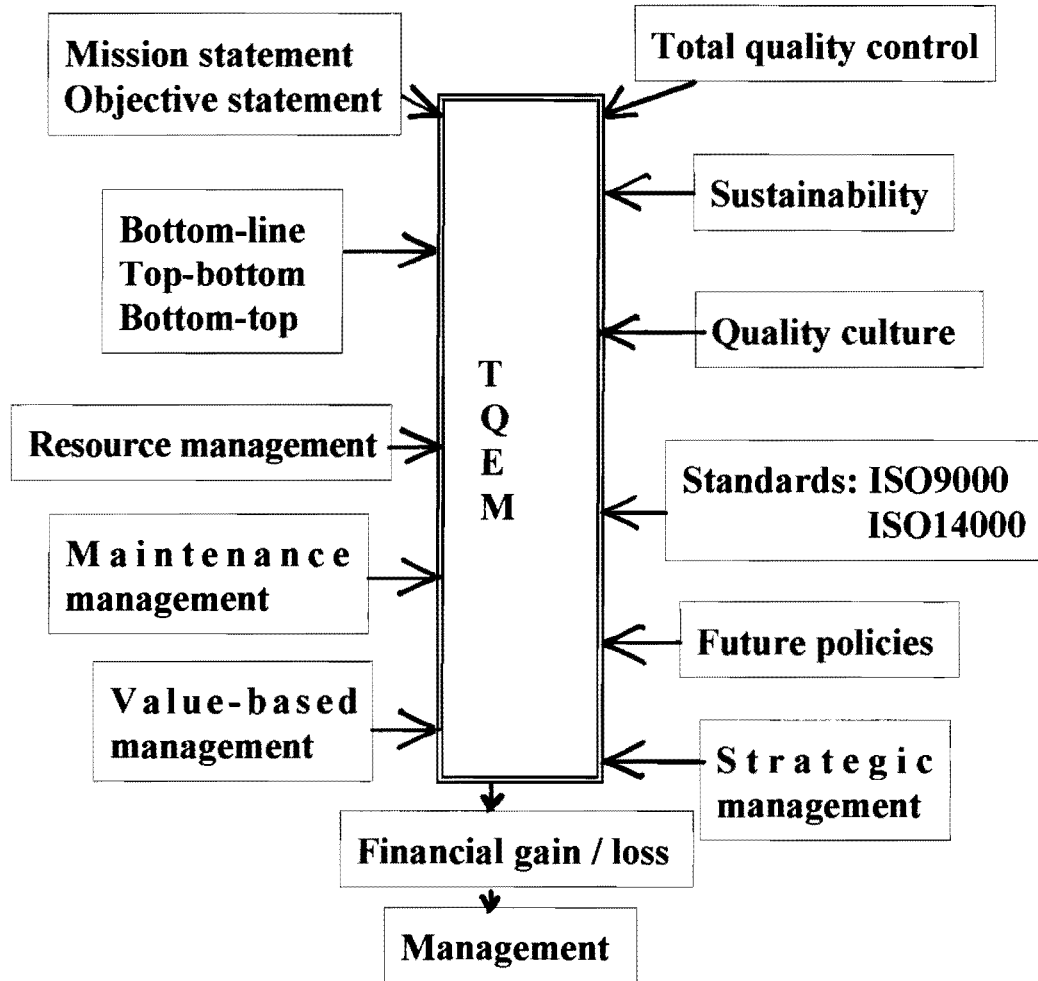 Mission statement
Objective statement
Total quality control
Sustainability
Bottom-line
Top-bottom
Bottom-top
Quality culture
T
Q
E
M
Resource management
Standards: ISO9000
ISO14000
Maintenance
management
Future policies
Value-based
management
Strategic
management
Financial gain / loss
Management